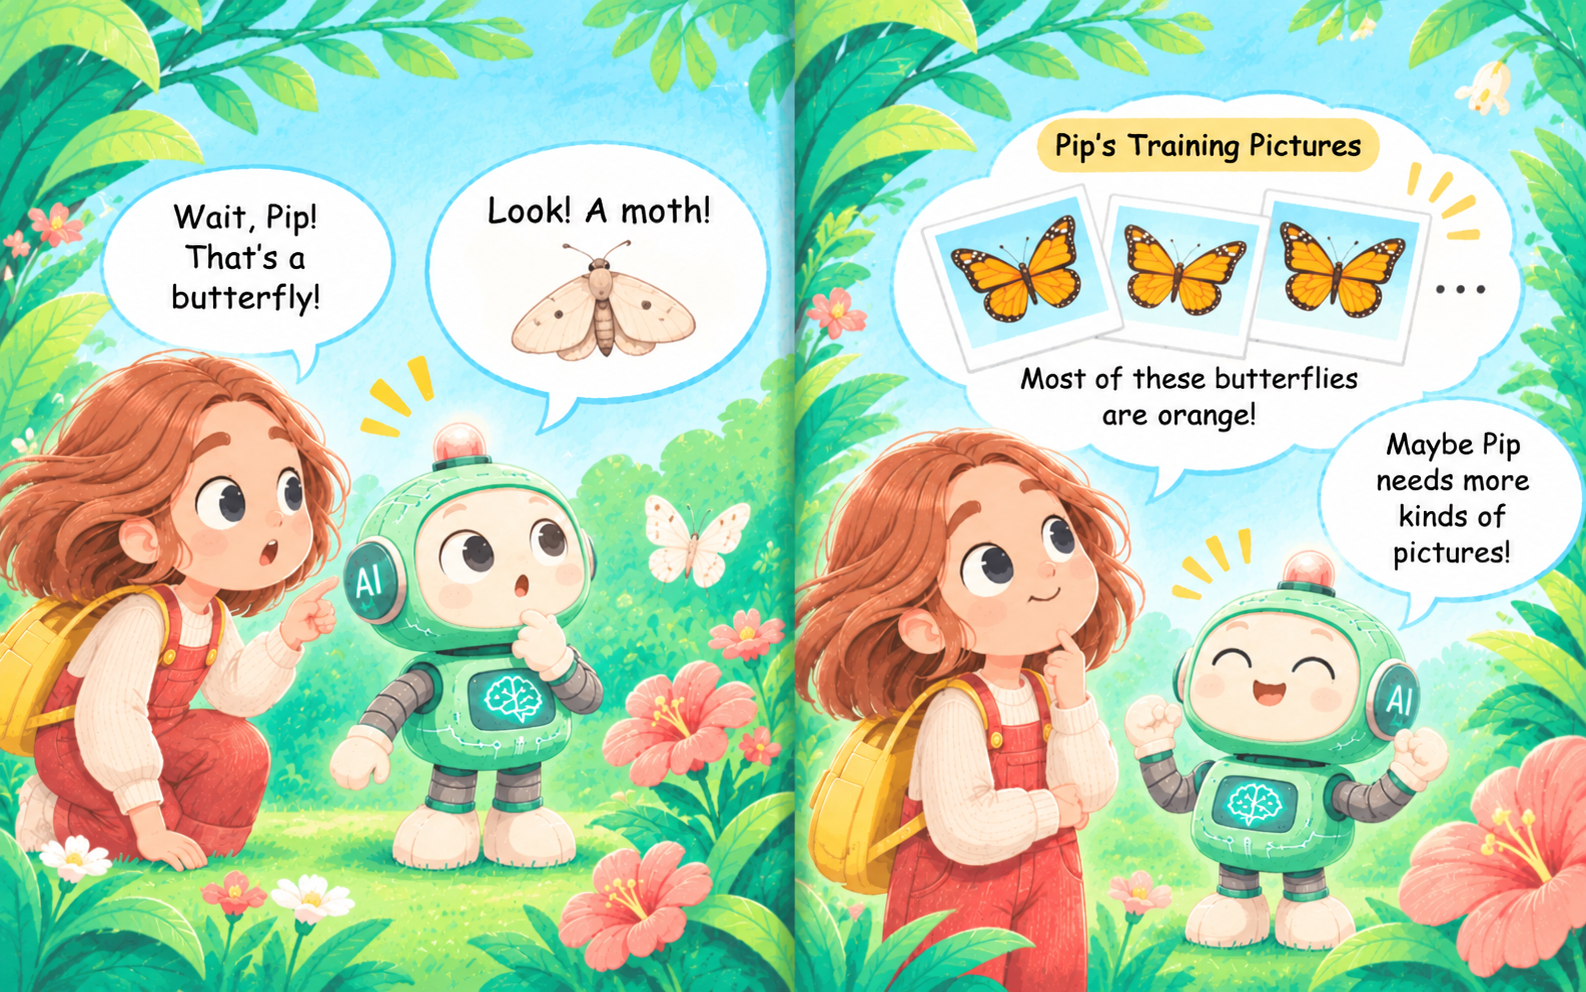 Wait, Pip!
That's a
butterfly!
Look! A moth!
AI
Pip's Training Pictures
Most of these butterflies
are orange!
Maybe Pip
needs more
kinds of
pictures!
AI